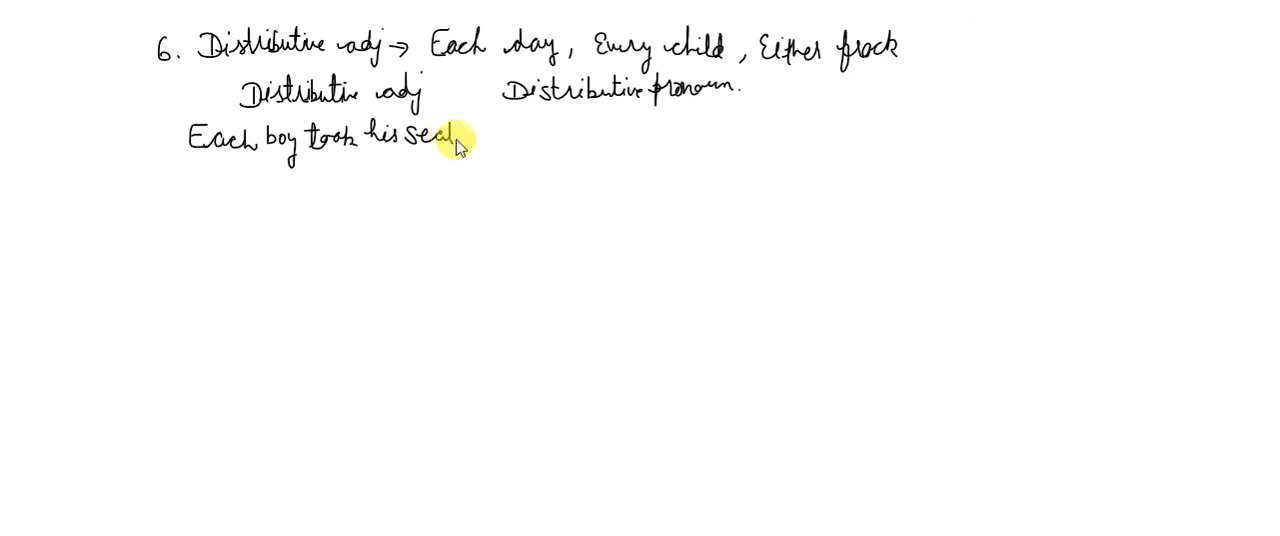 6. Distributive adj → Each day, Every child, Either frock
Distributive adj Distributive pronoun.
Each boy took his seat